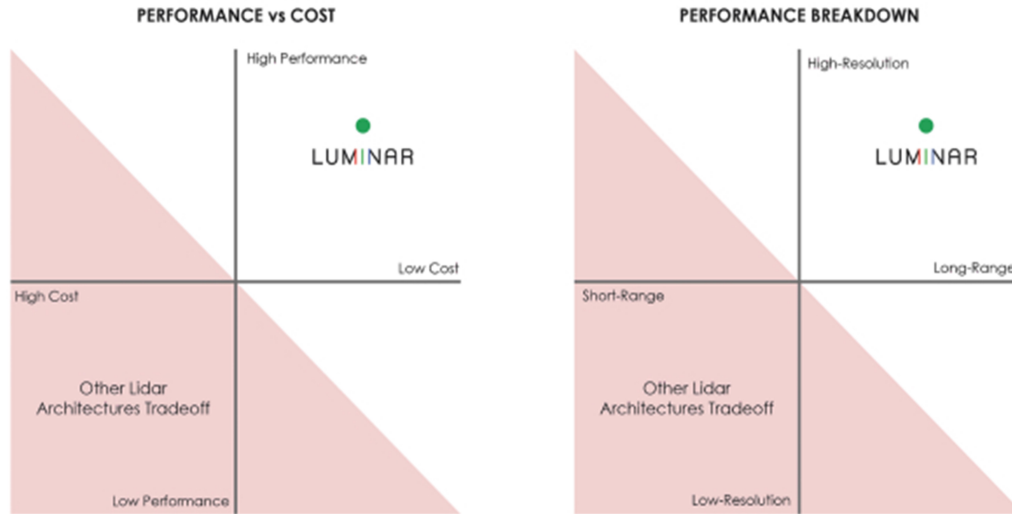 PERFORMANCE vs COST
High Performance
LUMINAR
Low Cost
High Cost
Other Lidar
Architectures Tradeoff
Low Performance
PERFORMANCE BREAKDOWN
High-Resolution
LUMINAR
Long-Range
Short-Range
Other Lidar
Architectures Tradeoff
Low-Resolution